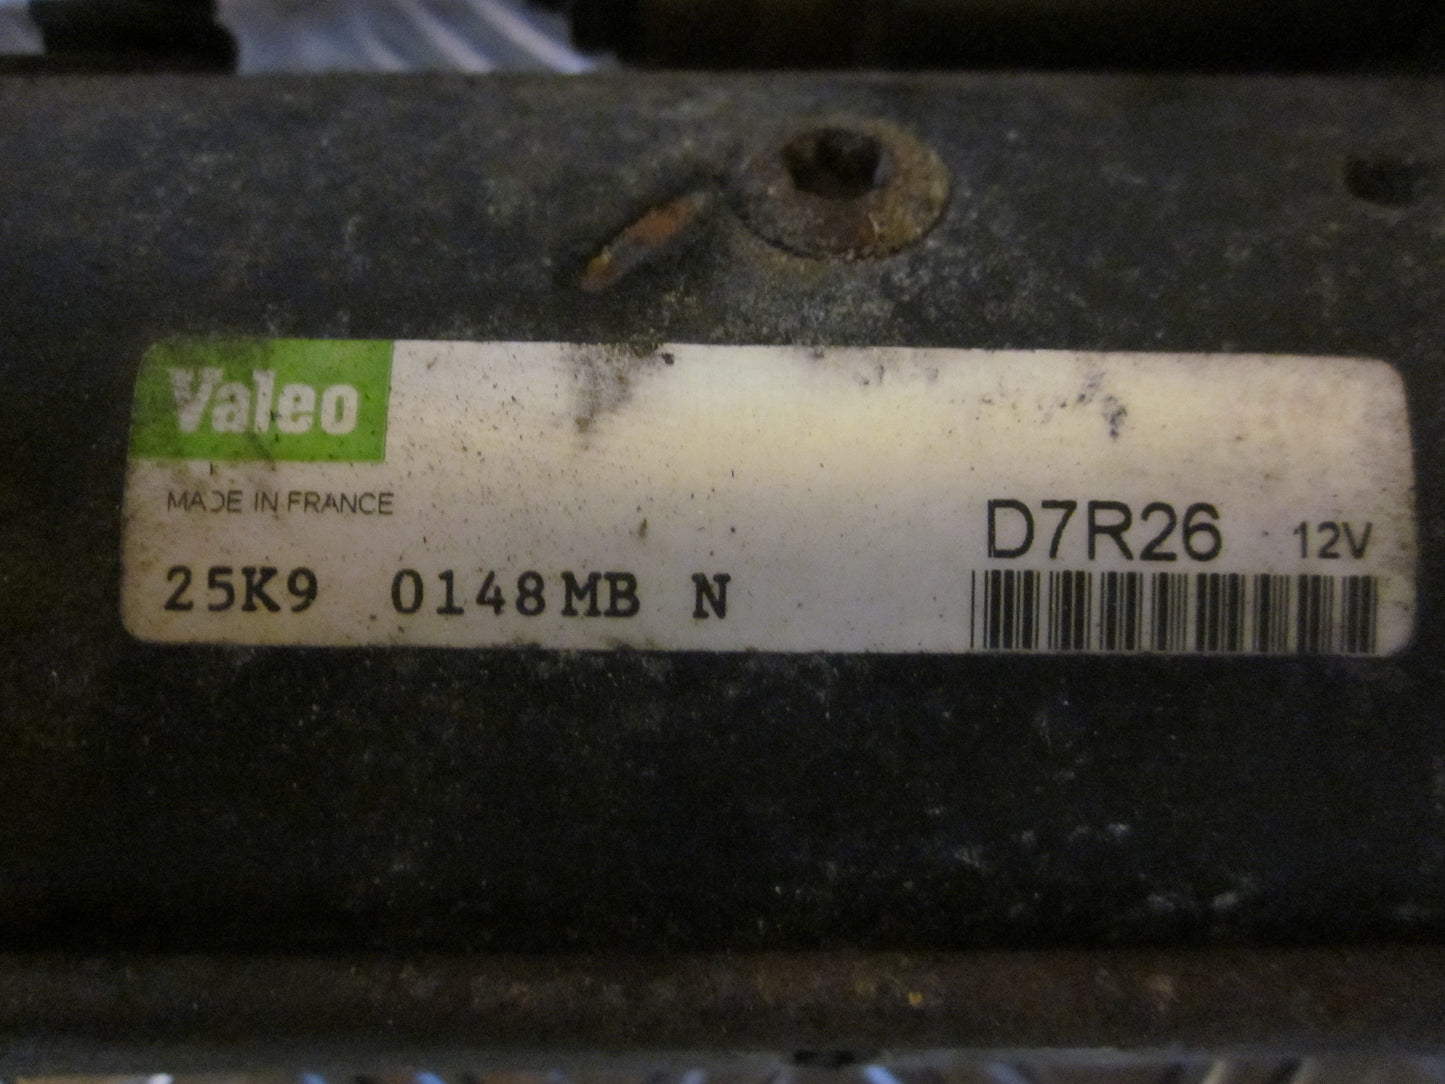 Valeo
MADE IN FRANCE
D7R26 12V
25K9 0148MB N